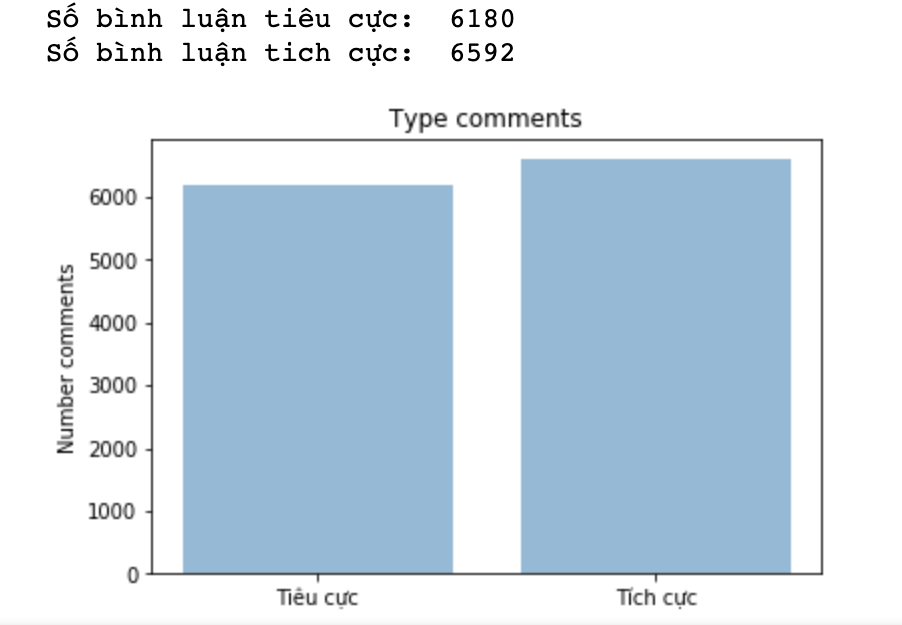 Số bình luận tiêu cực: 6180
Số bình luận tich cực: 6592
Type comments
Number comments
6000
5000
4000
3000
2000
1000
0
Tiêu cực
Tích cực